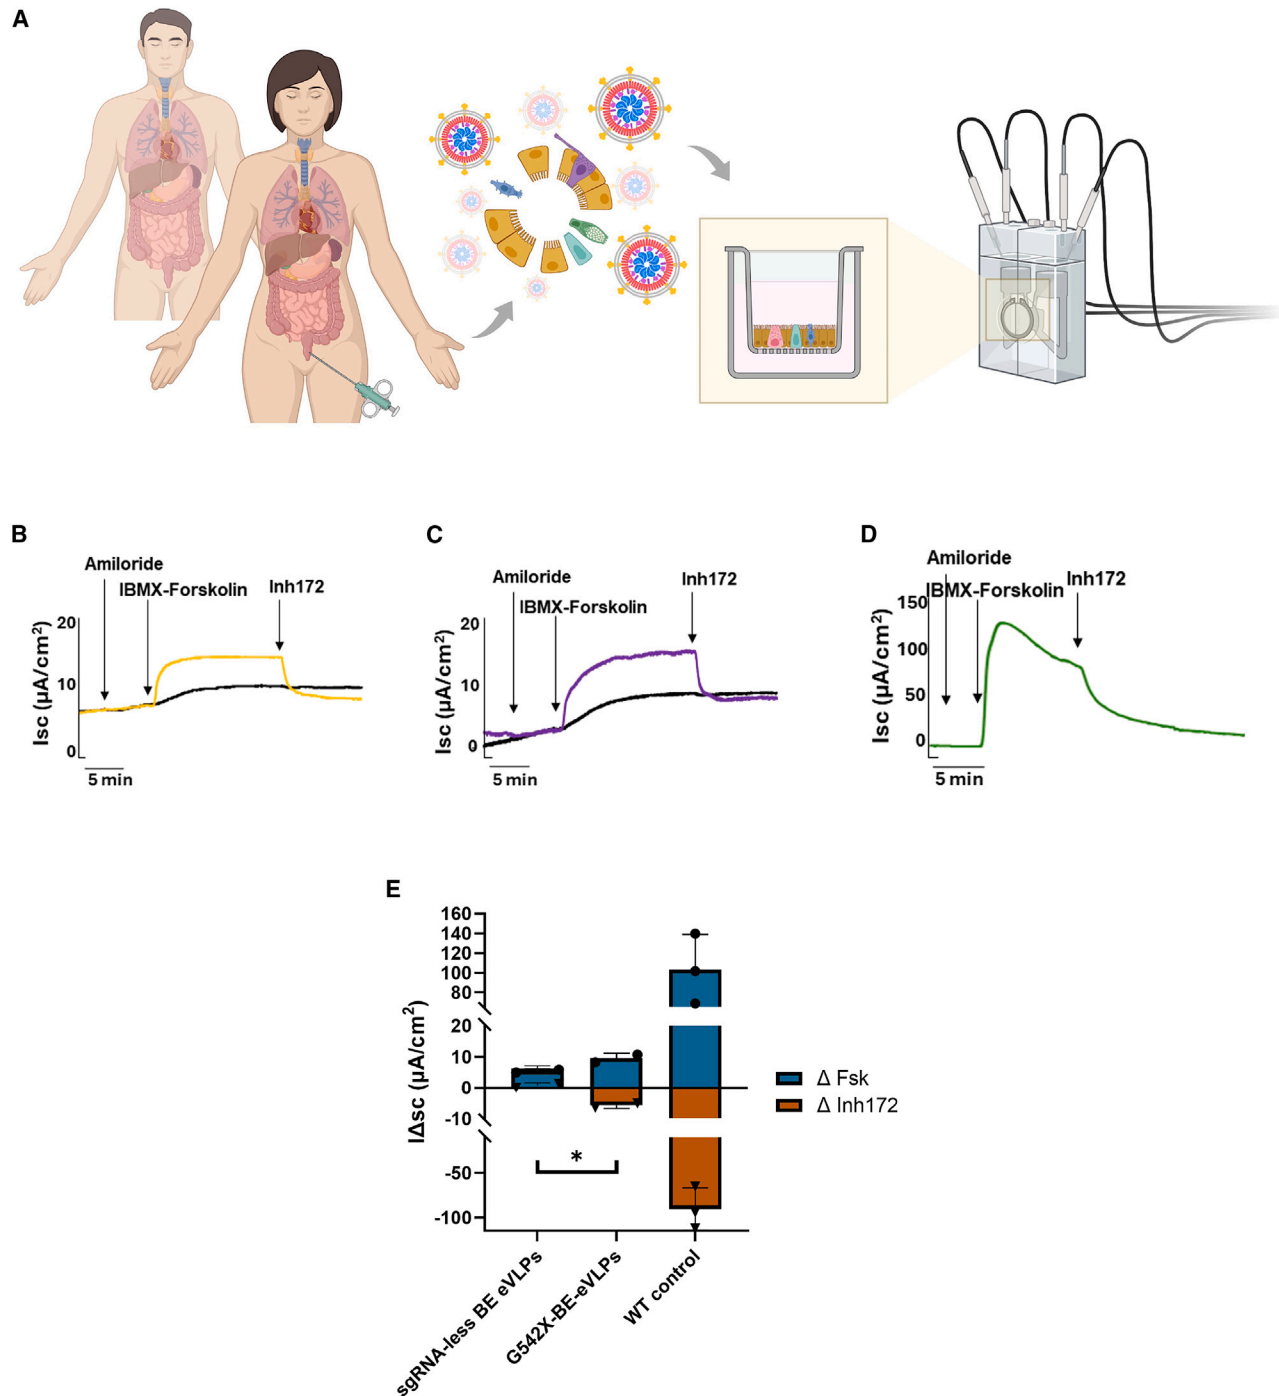 A
B
Amiloride
IBMX-Forskolin
Inh172
20
10
0
Isc (µA/cm²)
5 min
C
Amiloride
IBMX-Forskolin
Inh172
20
10
0
Isc (µA/cm²)
5 min
D
Amiloride
IBMX-Forskolin
Inh172
150
100
50
0
Isc (µA/cm²)
5 min
E
160
140
120
100
80
20
10
0
-10
-50
-100
IΔsc (µA/cm²)
*
sgRNA-less BE eVLPs
G542X-BE-eVLPs
WT control
Δ Fsk
Δ Inh172